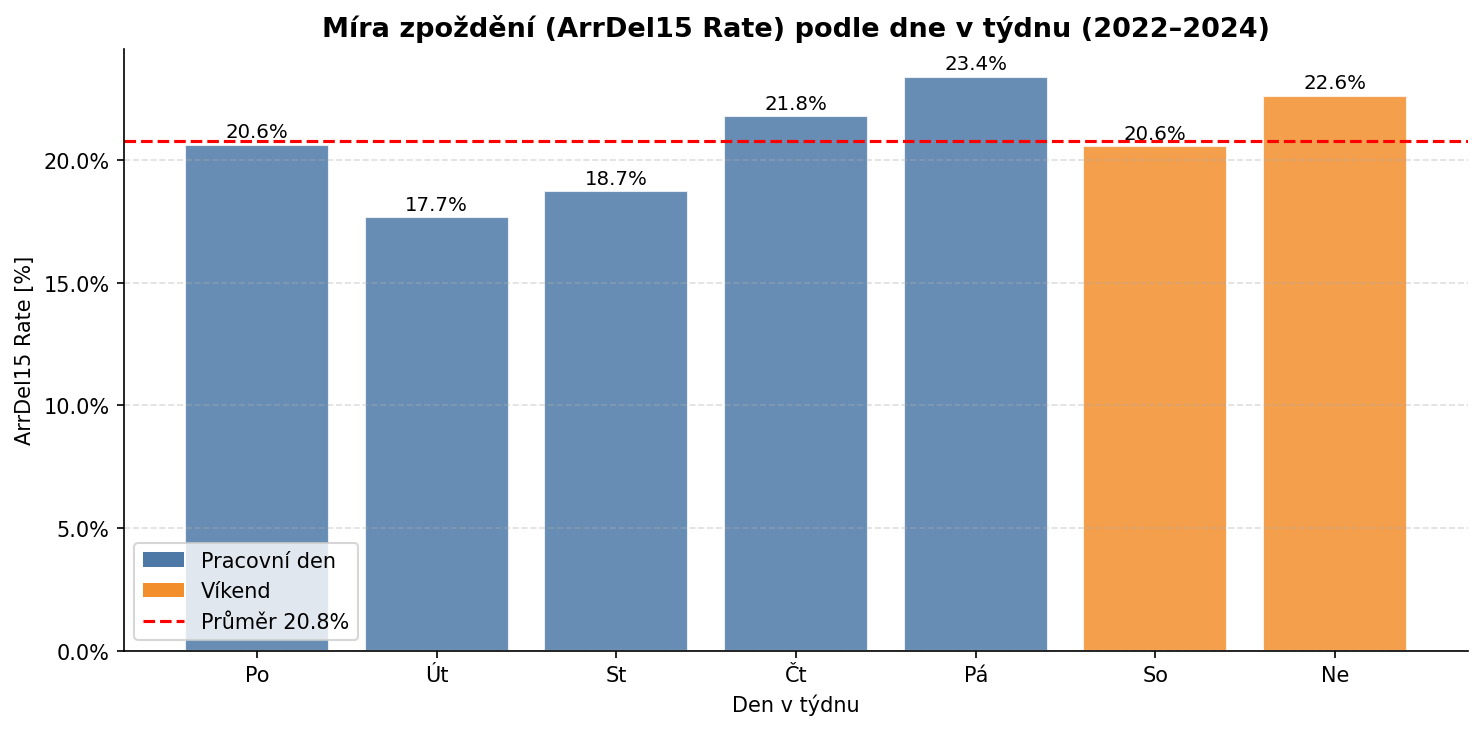 Míra zpoždění (ArrDel15 Rate) podle dne v týdnu (2022–2024)
ArrDel15 Rate [%]
20.0%
15.0%
10.0%
5.0%
0.0%
20.6%
17.7%
18.7%
21.8%
23.4%
20.6%
22.6%
Pracovní den
Víkend
Průměr 20.8%
Po
Út
St
Čt
Pá
So
Ne
Den v týdnu